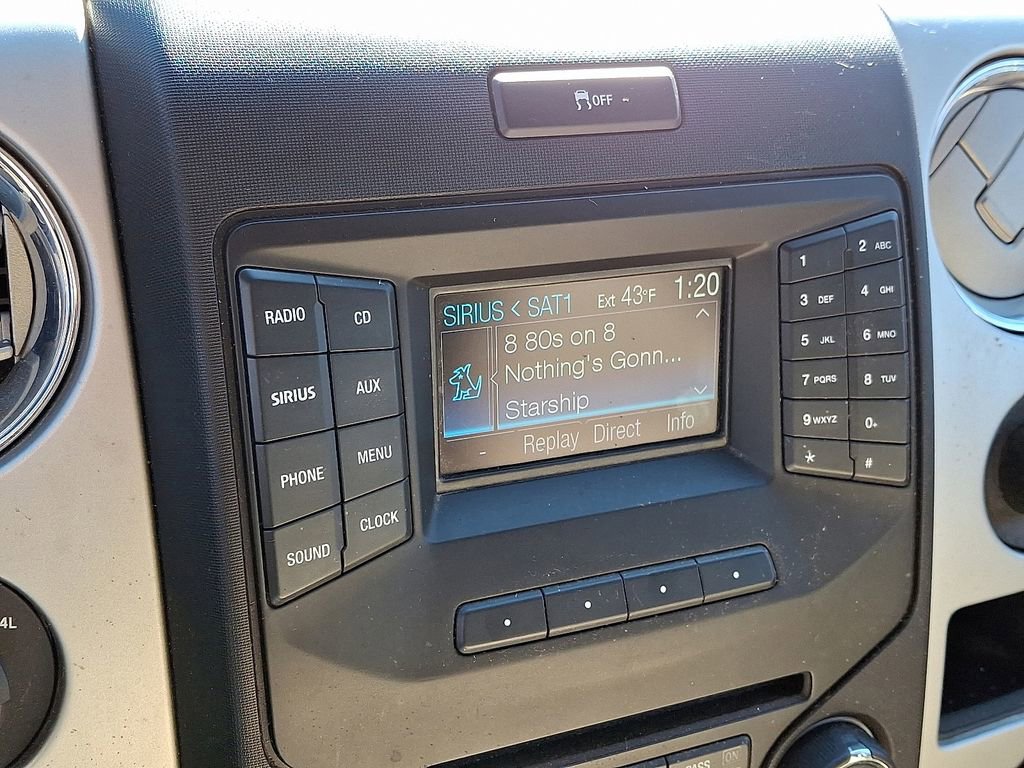 OFF
SIRIUS < SAT1 Ext 43°F 1:20
8 80s on 8
Nothing's Gonn...
Starship
- Replay Direct Info
RADIO CD
SIRIUS AUX
PHONE MENU
SOUND CLOCK
1 2 ABC
3 DEF 4 GHI
5 JKL 6 MNO
7 PQRS 8 TUV
9 WXYZ 0+
* #
4L
ON